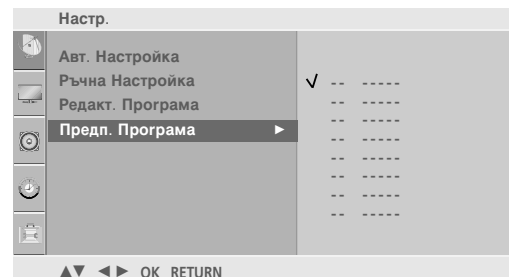 Настр.
Авт. Настройка
Ръчна Настройка
Редакт. Програма
Предп. Програма ►
√ -- -----
-- -----
-- -----
-- -----
-- -----
-- -----
-- -----
-- -----
▲▼ ◄► OK RETURN